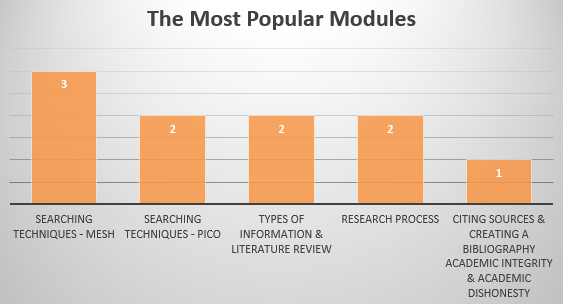 The Most Popular Modules
3
2
2
2
1
SEARCHING
TECHNIQUES - MESH
SEARCHING
TECHNIQUES - PICO
TYPES OF
INFORMATION &
LITERATURE REVIEW
RESEARCH PROCESS
CITING SOURCES &
CREATING A
BIBLIOGRAPHY
ACADEMIC INTEGRITY
& ACADEMIC
DISHONESTY